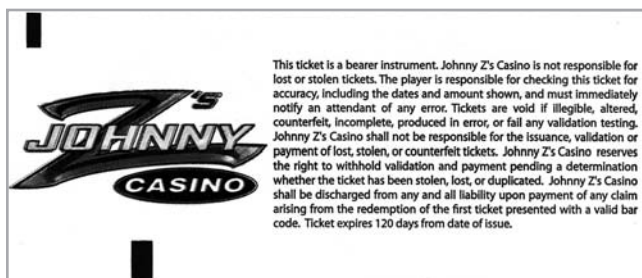 Z's
JOHNNY
CASINO
This ticket is a bearer instrument. Johnny Z's Casino is not responsible for
lost or stolen tickets. The player is responsible for checking this ticket for
accuracy, including the dates and amount shown, and must immediately
notify an attendant of any error. Tickets are void if illegible, altered,
counterfeit, incomplete, produced in error, or fail any validation testing.
Johnny Z's Casino shall not be responsible for the issuance, validation or
payment of lost, stolen, or counterfeit tickets. Johnny Z's Casino reserves
the right to withhold validation and payment pending a determination
whether the ticket has been stolen, lost, or duplicated. Johnny Z's Casino
shall be discharged from any and all liability upon payment of any claim
arising from the redemption of the first ticket presented with a valid bar
code. Ticket expires 120 days from date of issue.